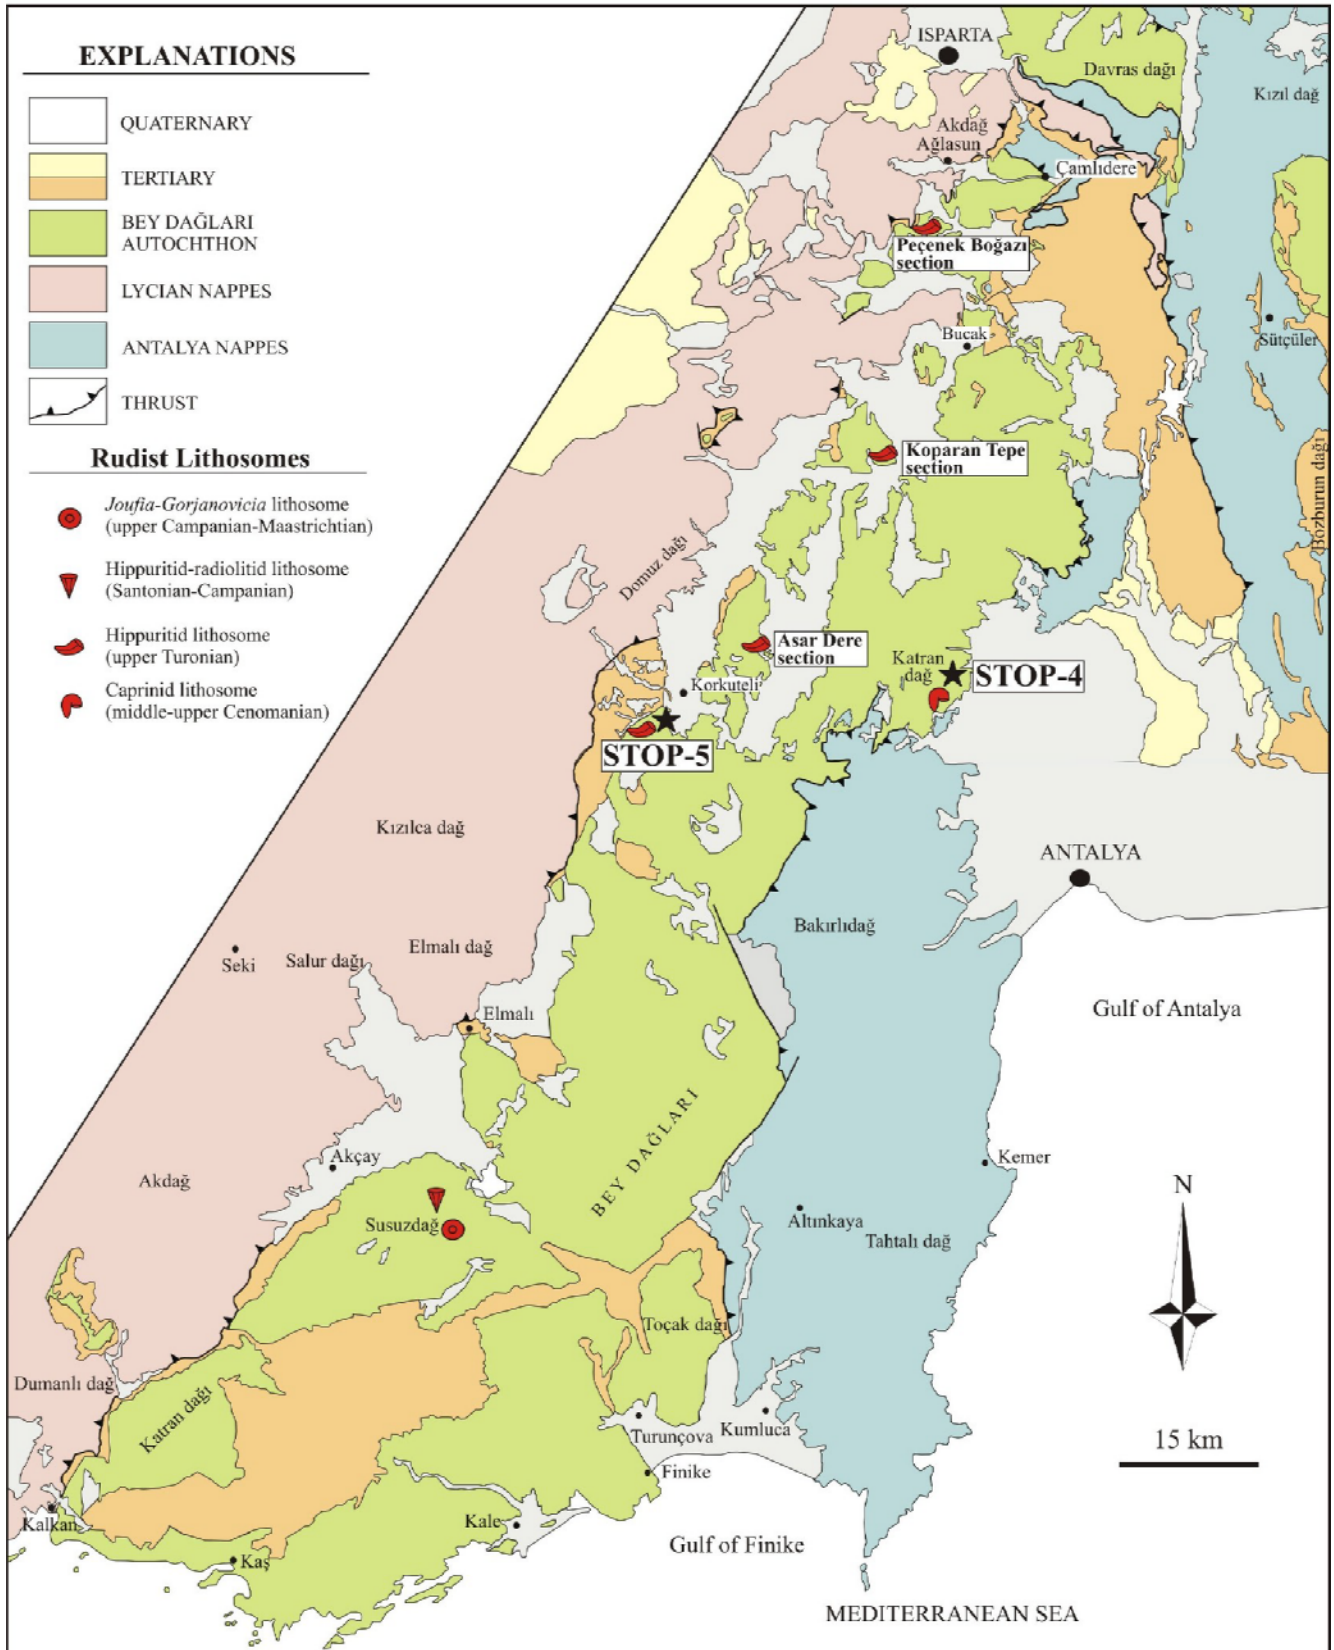 EXPLANATIONS
QUATERNARY
TERTIARY
BEY DAĞLARI
AUTOCHTHON
LYCIAN NAPPES
ANTALYA NAPPES
THRUST
Rudist Lithosomes
Joufia-Gorjanovicia lithosome
(upper Campanian-Maastrichtian)
Hippuritid-radiolitid lithosome
(Santonian-Campanian)
Hippuritid lithosome
(upper Turonian)
Caprinid lithosome
(middle-upper Cenomanian)
ISPARTA
Davras dağı
Kızıl dağ
Akdağ
Ağlasun
Çamlıdere
Peçenek Boğazı
section
Sütçüler
Bucak
Bozburun dağı
Koparan Tepe
section
Domuz dağı
Asar Dere
section
Katran
dağ
STOP-4
Korkuteli
STOP-5
Kızılca dağ
ANTALYA
Bakırlıdağ
Elmalı dağ
Salur dağı
Seki
Gulf of Antalya
Elmalı
BEY DAĞLARI
Akçay
Kemer
Akdağ
Susuzdağ
Altınkaya
Tahtalı dağ
N
Toçak dağı
Dumanlı dağ
Katran dağı
Turunçova
Kumluca
15 km
Finike
Kalkan
Kale
Gulf of Finike
Kaş
MEDITERRANEAN SEA